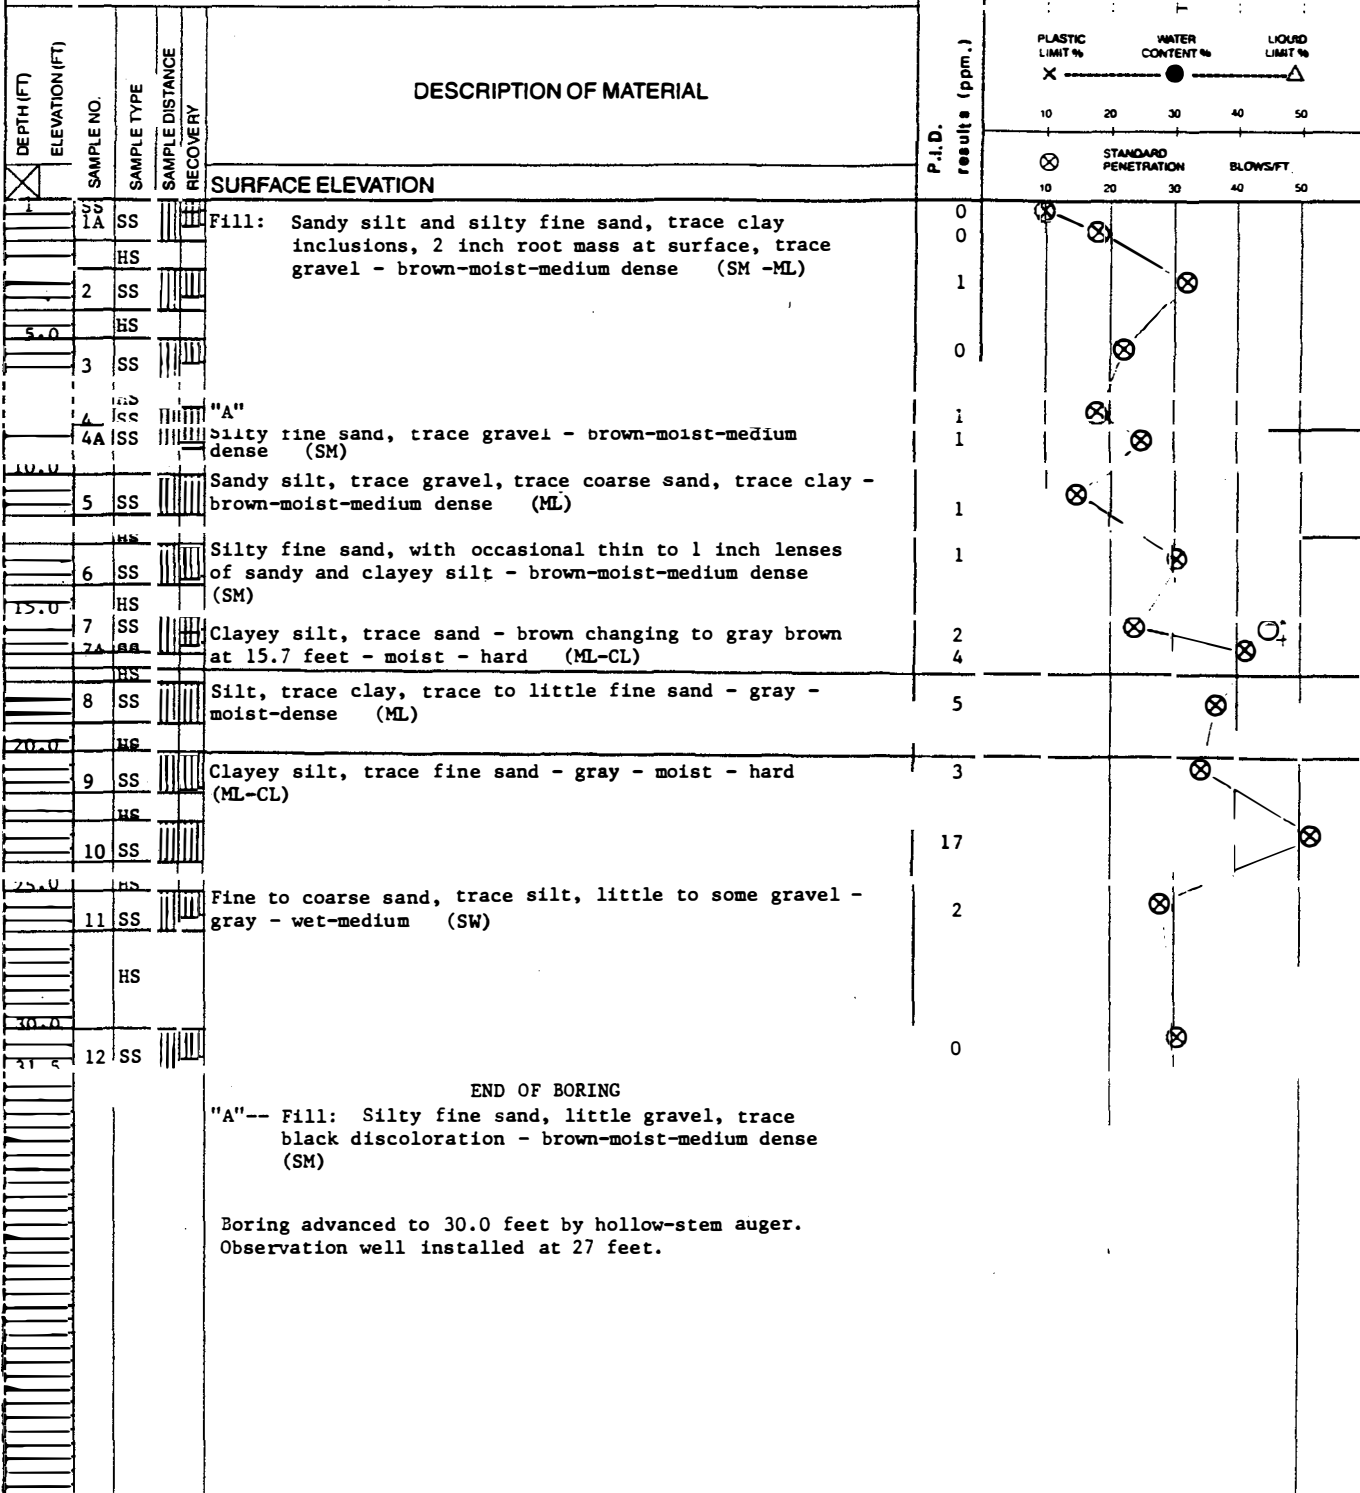 DEPTH (FT)
ELEVATION (FT)
SAMPLE NO.
SAMPLE TYPE
SAMPLE DISTANCE
RECOVERY
DESCRIPTION OF MATERIAL
SURFACE ELEVATION
P.I.D.
results (ppm.)
PLASTIC LIMIT %
WATER CONTENT %
LIQUID LIMIT %
10 20 30 40 50
STANDARD PENETRATION BLOWS/FT
10 20 30 40 50
1
SS 0
1A SS Fill: Sandy silt and silty fine sand, trace clay 0
inclusions, 2 inch root mass at surface, trace
HS gravel - brown-moist-medium dense (SM -ML)
2 SS 1
HS
5.0
3 SS 0
HS
4 SS "A" 1
4A SS Silty fine sand, trace gravel - brown-moist-medium 1
dense (SM)
10.0
Sandy silt, trace gravel, trace coarse sand, trace clay -
5 SS brown-moist-medium dense (ML) 1
HS
Silty fine sand, with occasional thin to 1 inch lenses 1
6 SS of sandy and clayey silt - brown-moist-medium dense
(SM)
15.0 HS
7 SS Clayey silt, trace sand - brown changing to gray brown 2
7A SS at 15.7 feet - moist - hard (ML-CL) 4
HS
Silt, trace clay, trace to little fine sand - gray -
8 SS moist-dense (ML) 5
20.0 HS
9 SS Clayey silt, trace fine sand - gray - moist - hard 3
(ML-CL)
HS
10 SS 17
25.0 HS
Fine to coarse sand, trace silt, little to some gravel -
11 SS gray - wet-medium (SW) 2
HS
30.0
12 SS 0
31.5
END OF BORING
"A"-- Fill: Silty fine sand, little gravel, trace
black discoloration - brown-moist-medium dense
(SM)
Boring advanced to 30.0 feet by hollow-stem auger.
Observation well installed at 27 feet.